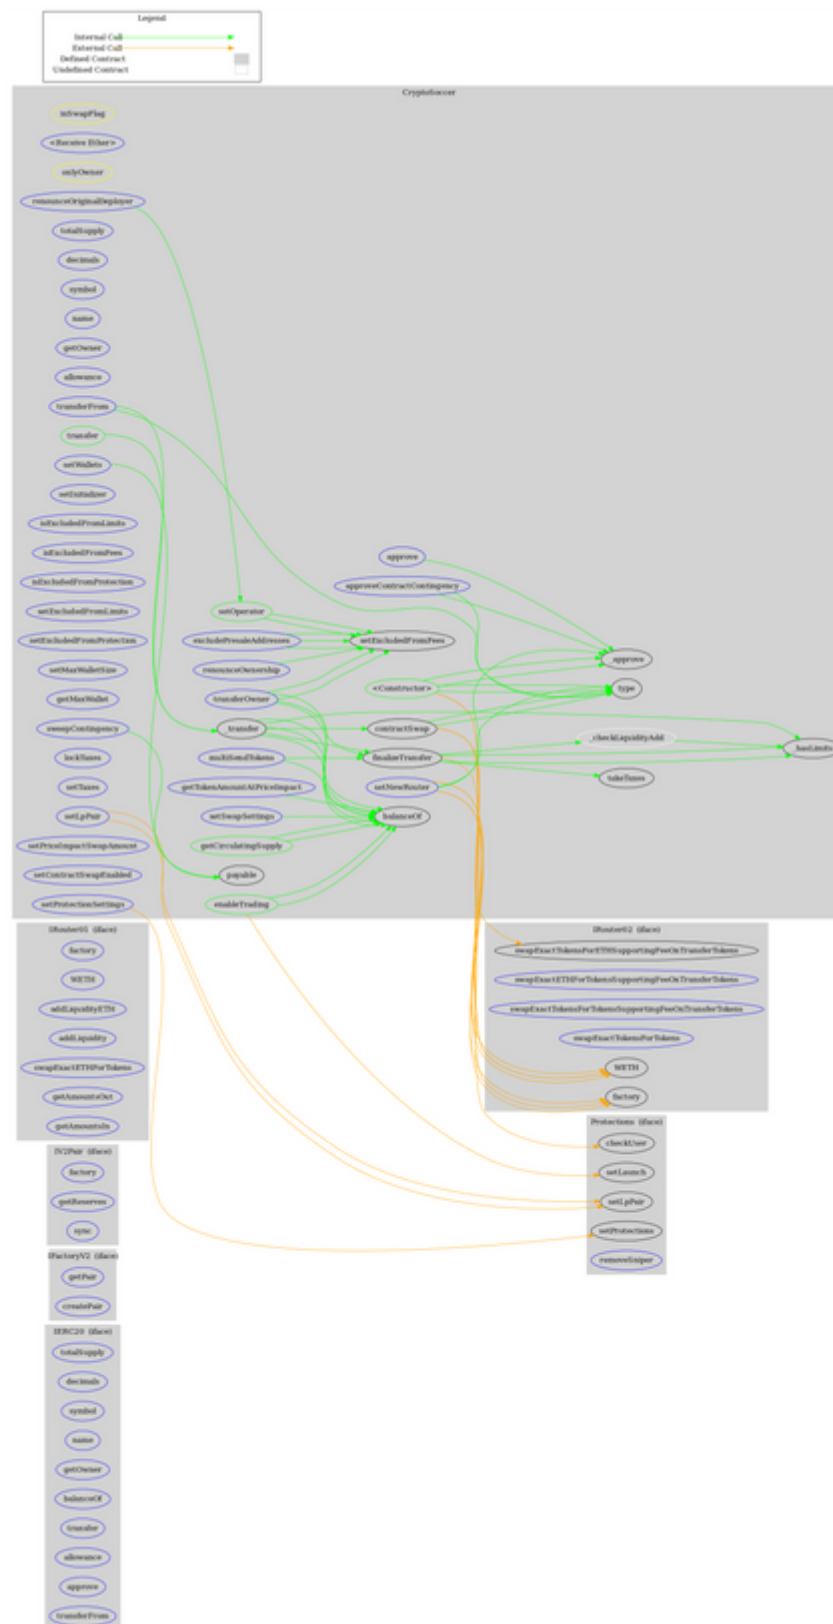 Legend
Internal Call
External Call
Defined Contract
Undefined Contract
CryptoSoccer
inSwapFlag
<Receive Ether>
onlyOwner
renounceOriginalDeployer
totalSupply
decimals
symbol
name
getOwner
allowance
transferFrom
transfer
setWallets
setInitializer
isExcludedFromLimits
isExcludedFromFees
isExcludedFromProtection
setExcludedFromLimits
setExcludedFromProtection
setMaxWalletSize
getMaxWallet
sweepContingency
lockTaxes
setTaxes
setLpPair
setPriceImpactSwapAmount
setContractSwapEnabled
setProtectionSettings
setOperator
excludePresaleAddresses
renounceOwnership
transferOwner
_transfer
multiSendTokens
getTokenAmountAtPriceImpact
setSwapSettings
getCirculatingSupply
payable
enableTrading
approve
approveContractContingency
setExcludedFromFees
<Constructor>
contractSwap
finalizeTransfer
setNewRouter
balanceOf
_approve
type
_checkLiquidityAdd
takeTaxes
_hasLimits
IRouter01 (iface)
factory
WETH
addLiquidityETH
addLiquidity
swapExactETHForTokens
getAmountsOut
getAmountsIn
IRouter02 (iface)
swapExactTokensForETHSupportingFeeOnTransferTokens
swapExactETHForTokensSupportingFeeOnTransferTokens
swapExactTokensForTokensSupportingFeeOnTransferTokens
swapExactTokensForTokens
WETH
factory
Protections (iface)
checkUser
setLaunch
setLpPair
setProtections
removeSniper
IV2Pair (iface)
factory
getReserves
sync
IFactoryV2 (iface)
getPair
createPair
IERC20 (iface)
totalSupply
decimals
symbol
name
getOwner
balanceOf
transfer
allowance
approve
transferFrom